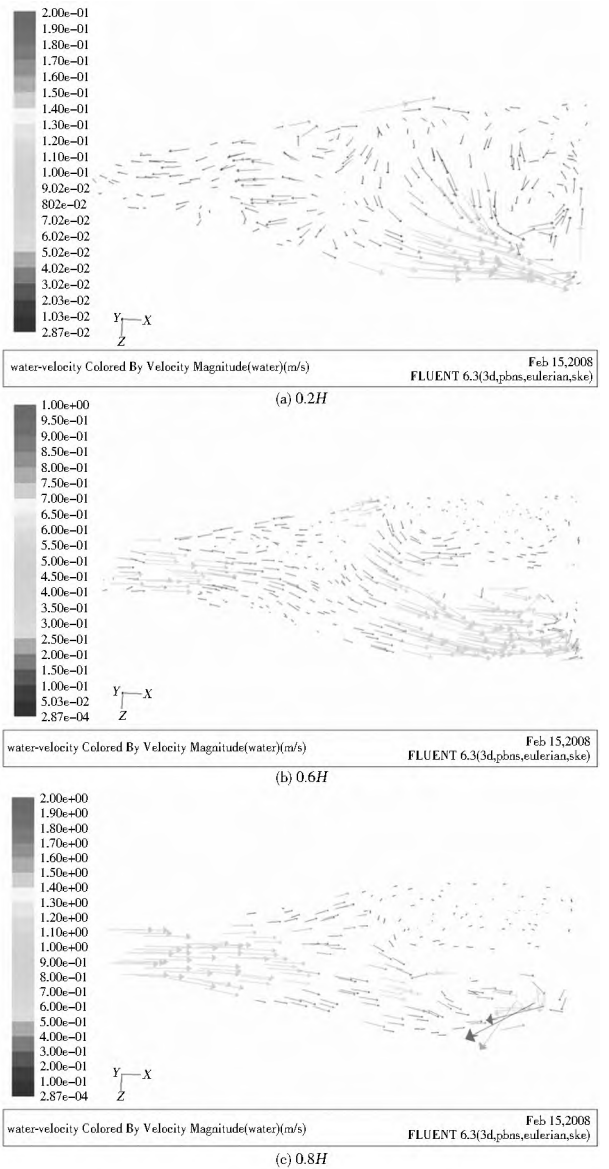 2.00e−01
1.90e−01
1.80e−01
1.70e−01
1.60e−01
1.50e−01
1.40e−01
1.30e−01
1.20e−01
1.10e−01
1.00e−01
9.02e−02
802e−02
7.02e−02
6.02e−02
5.02e−02
4.02e−02
3.02e−02
2.03e−02
1.03e−02
2.87e−02
Y X
Z
water-velocity Colored By Velocity Magnitude(water)(m/s)
Feb 15,2008
FLUENT 6.3(3d,pbns,eulerian,ske)
(a) 0.2H
1.00e+00
9.50e−01
9.00e−01
8.50e−01
8.00e−01
7.50e−01
7.00e−01
6.50e−01
5.50e−01
5.00e−01
4.50e−01
4.00e−01
3.50e−01
3.00e−01
2.50e−01
2.00e−01
1.50e−01
1.00e−01
5.03e−02
2.87e−04
Y X
Z
water-velocity Colored By Velocity Magnitude(water)(m/s)
Feb 15,2008
FLUENT 6.3(3d,pbns,eulerian,ske)
(b) 0.6H
2.00e+00
1.90e+00
1.80e+00
1.70e+00
1.60e+00
1.50e+00
1.40e+00
1.30e+00
1.20e+00
1.10e+00
1.00e+00
9.00e−01
8.00e−01
7.00e−01
6.00e−01
5.00e−01
4.00e−01
3.00e−01
2.00e−01
1.00e−01
2.87e−04
Y X
Z
water-velocity Colored By Velocity Magnitude(water)(m/s)
Feb 15,2008
FLUENT 6.3(3d,pbns,eulerian,ske)
(c) 0.8H